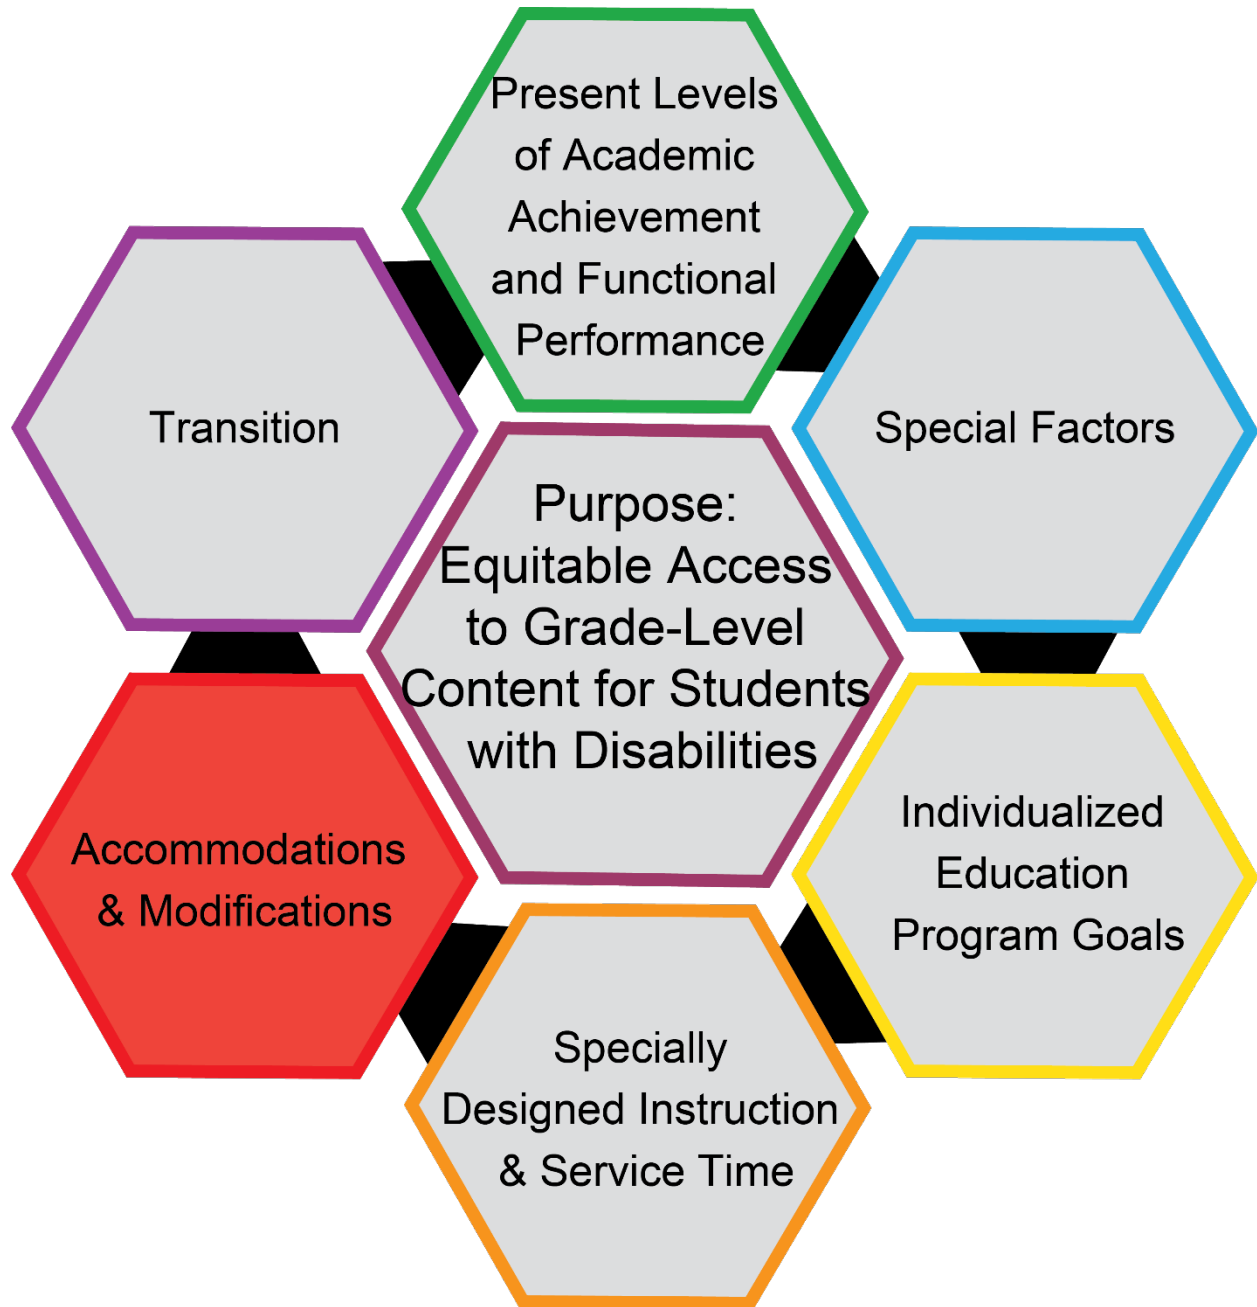 Present Levels
of Academic
Achievement
and Functional
Performance
Transition
Special Factors
Purpose:
Equitable Access
to Grade-Level
Content for Students
with Disabilities
Accommodations
& Modifications
Individualized
Education
Program Goals
Specially
Designed Instruction
& Service Time